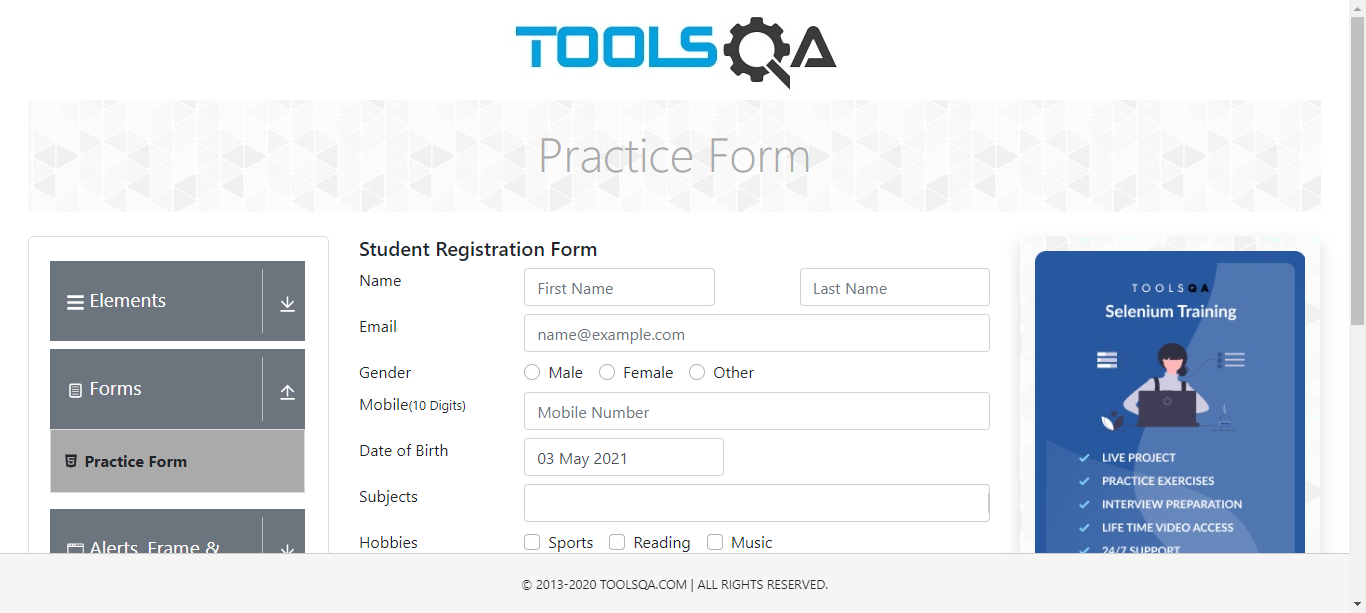 TOOLSQA
Practice Form
Elements
Forms
Practice Form
Alerts, Frame &
Student Registration Form
Name
First Name
Last Name
Email
name@example.com
Gender
Male
Female
Other
Mobile(10 Digits)
Mobile Number
Date of Birth
03 May 2021
Subjects
Hobbies
Sports
Reading
Music
TOOLSQA
Selenium Training
LIVE PROJECT
PRACTICE EXERCISES
INTERVIEW PREPARATION
LIFE TIME VIDEO ACCESS
24/7 SUPPORT
© 2013-2020 TOOLSQA.COM | ALL RIGHTS RESERVED.